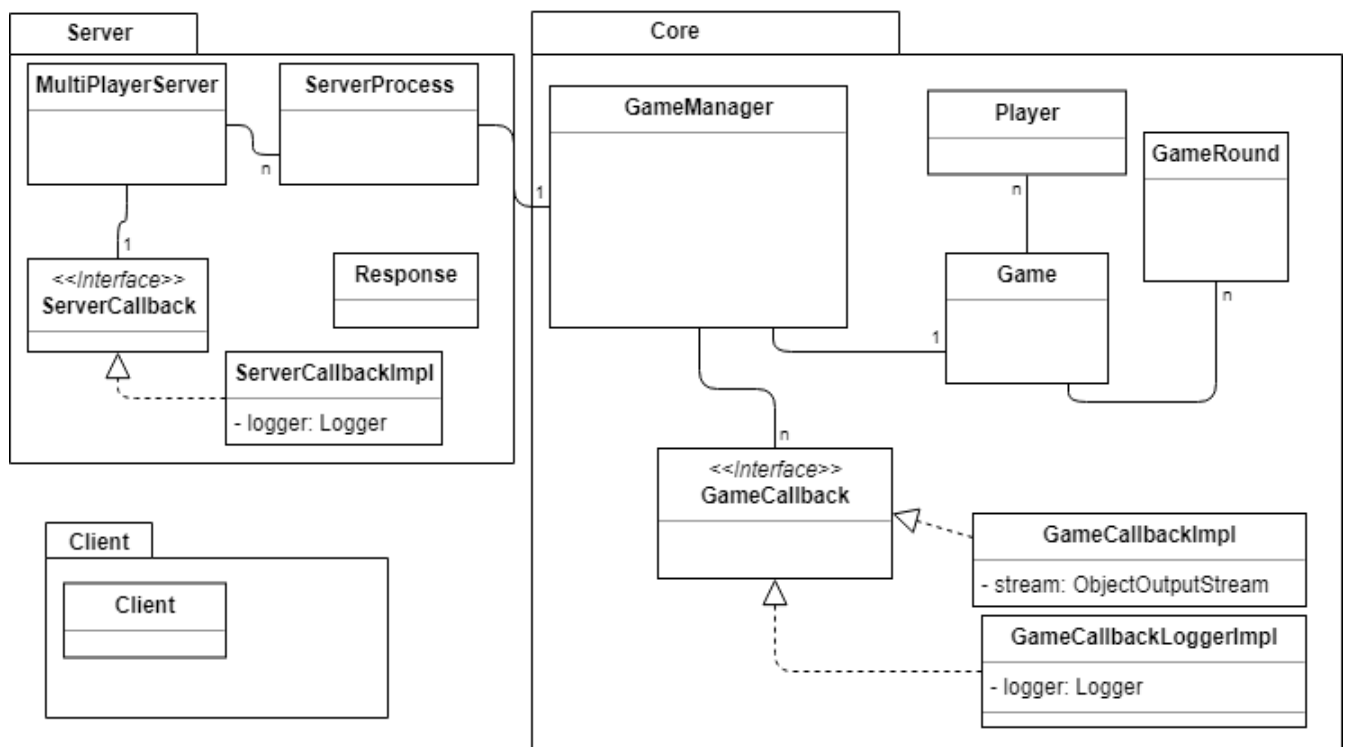 Server
MultiPlayerServer
ServerProcess
n
1
<<Interface>>
ServerCallback
Response
ServerCallbackImpl
- logger: Logger
Client
Client
Core
GameManager
1
Player
n
GameRound
n
Game
1
n
<<Interface>>
GameCallback
GameCallbackImpl
- stream: ObjectOutputStream
GameCallbackLoggerImpl
- logger: Logger